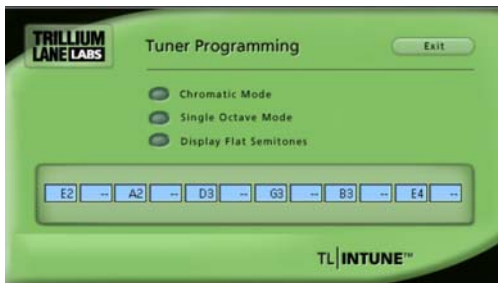 TRILLIUM
LANE LABS
Tuner Programming
Exit
Chromatic Mode
Single Octave Mode
Display Flat Semitones
E2 -- A2 -- D3 -- G3 -- B3 -- E4 --
TL|INTUNE™